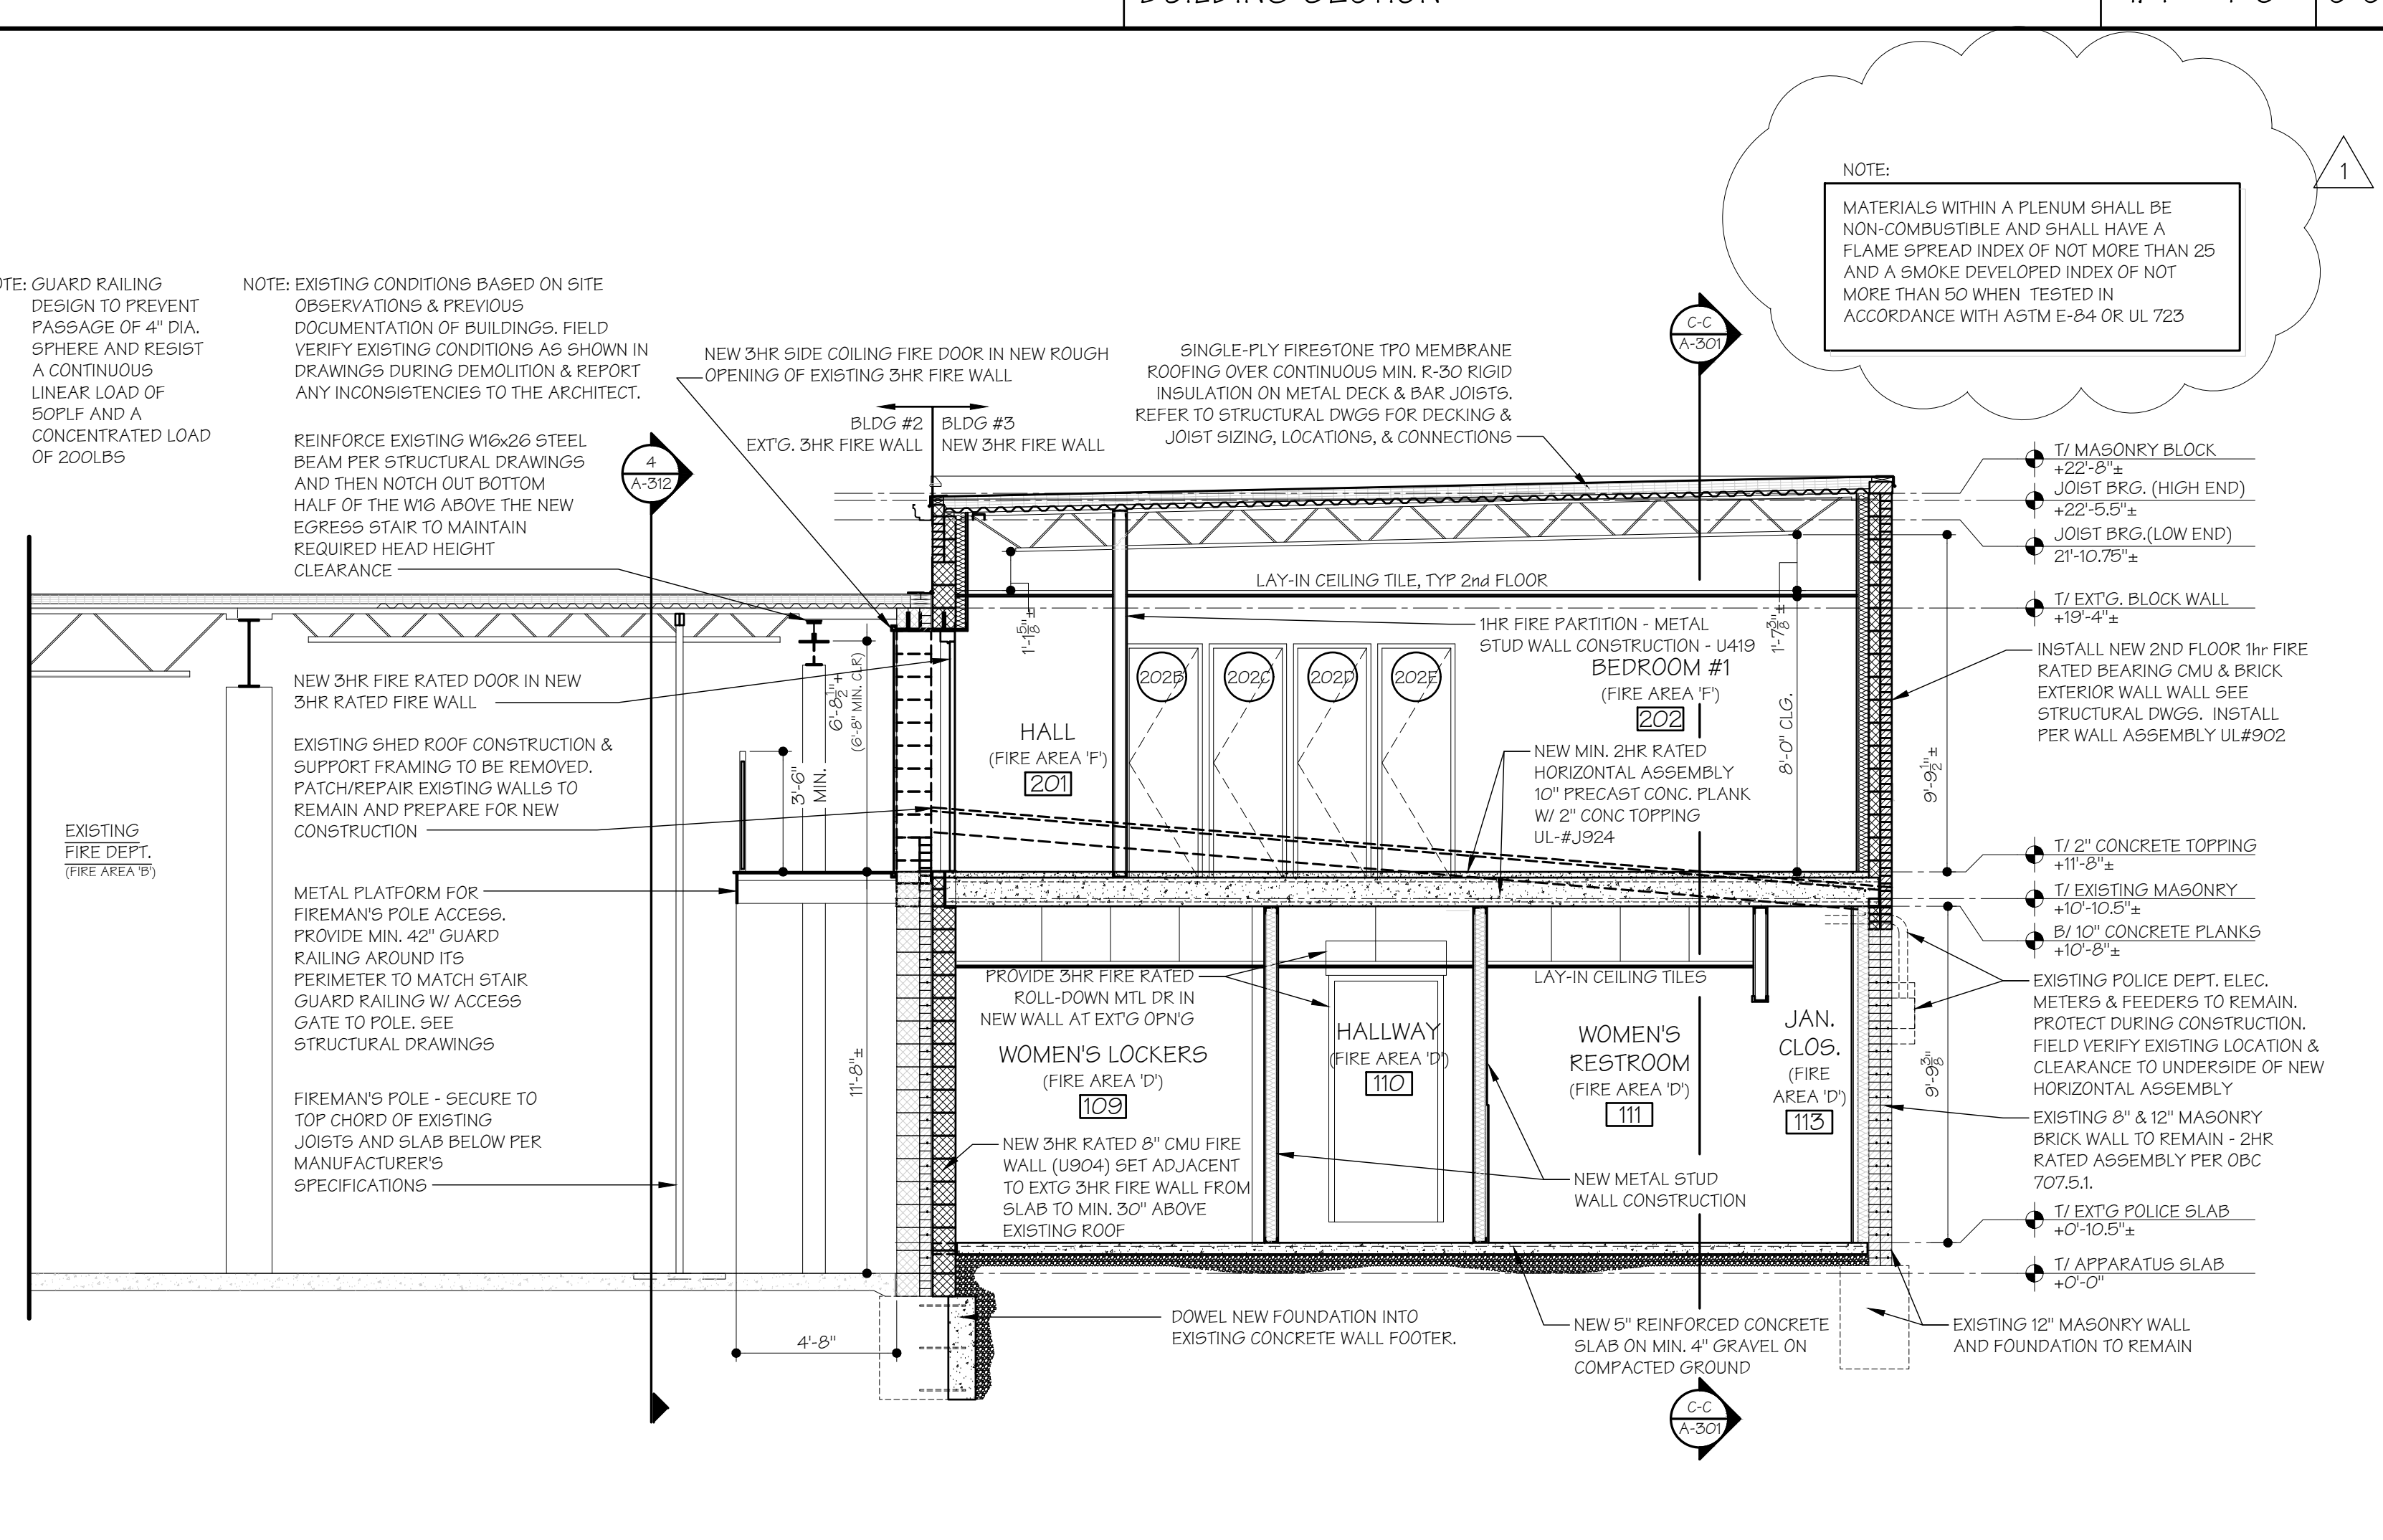 BUILDING SECTION
NOTE:
MATERIALS WITHIN A PLENUM SHALL BE
NON-COMBUSTIBLE AND SHALL HAVE A
FLAME SPREAD INDEX OF NOT MORE THAN 25
AND A SMOKE DEVELOPED INDEX OF NOT
MORE THAN 50 WHEN TESTED IN
ACCORDANCE WITH ASTM E-84 OR UL 723
1
OTE: GUARD RAILING
DESIGN TO PREVENT
PASSAGE OF 4" DIA.
SPHERE AND RESIST
A CONTINUOUS
LINEAR LOAD OF
50PLF AND A
CONCENTRATED LOAD
OF 200LBS
NOTE: EXISTING CONDITIONS BASED ON SITE
OBSERVATIONS & PREVIOUS
DOCUMENTATION OF BUILDINGS. FIELD
VERIFY EXISTING CONDITIONS AS SHOWN IN
DRAWINGS DURING DEMOLITION & REPORT
ANY INCONSISTENCIES TO THE ARCHITECT.
REINFORCE EXISTING W16x26 STEEL
BEAM PER STRUCTURAL DRAWINGS
AND THEN NOTCH OUT BOTTOM
HALF OF THE W16 ABOVE THE NEW
EGRESS STAIR TO MAINTAIN
REQUIRED HEAD HEIGHT
CLEARANCE
4
A-312
NEW 3HR SIDE COILING FIRE DOOR IN NEW ROUGH
OPENING OF EXISTING 3HR FIRE WALL
BLDG #2
EXT'G. 3HR FIRE WALL
BLDG #3
NEW 3HR FIRE WALL
SINGLE-PLY FIRESTONE TPO MEMBRANE
ROOFING OVER CONTINUOUS MIN. R-30 RIGID
INSULATION ON METAL DECK & BAR JOISTS.
REFER TO STRUCTURAL DWGS FOR DECKING &
JOIST SIZING, LOCATIONS, & CONNECTIONS
C-C
A-301
T/ MASONRY BLOCK
+22'-8"±
JOIST BRG. (HIGH END)
+22'-5.5"±
JOIST BRG.(LOW END)
21'-10.75"±
T/ EXT'G. BLOCK WALL
+19'-4"±
INSTALL NEW 2ND FLOOR 1hr FIRE
RATED BEARING CMU & BRICK
EXTERIOR WALL WALL SEE
STRUCTURAL DWGS. INSTALL
PER WALL ASSEMBLY UL#902
LAY-IN CEILING TILE, TYP 2nd FLOOR
1'-1 5/8"±
1'-7 3/8"±
1HR FIRE PARTITION - METAL
STUD WALL CONSTRUCTION - U419
BEDROOM #1
(FIRE AREA 'F')
202
202B
202C
202D
202E
HALL
(FIRE AREA 'F')
201
NEW MIN. 2HR RATED
HORIZONTAL ASSEMBLY
10" PRECAST CONC. PLANK
W/ 2" CONC TOPPING
UL-#J924
8'-0" CLG.
9'-9 1/2"±
NEW 3HR FIRE RATED DOOR IN NEW
3HR RATED FIRE WALL
EXISTING SHED ROOF CONSTRUCTION &
SUPPORT FRAMING TO BE REMOVED.
PATCH/REPAIR EXISTING WALLS TO
REMAIN AND PREPARE FOR NEW
CONSTRUCTION
6'-8 1/2"±
(6'-8" MIN. CLR)
3'-6"
MIN.
EXISTING
FIRE DEPT.
(FIRE AREA 'B')
METAL PLATFORM FOR
FIREMAN'S POLE ACCESS.
PROVIDE MIN. 42" GUARD
RAILING AROUND ITS
PERIMETER TO MATCH STAIR
GUARD RAILING W/ ACCESS
GATE TO POLE. SEE
STRUCTURAL DRAWINGS
FIREMAN'S POLE - SECURE TO
TOP CHORD OF EXISTING
JOISTS AND SLAB BELOW PER
MANUFACTURER'S
SPECIFICATIONS
11'-8"±
4'-8"
T/ 2" CONCRETE TOPPING
+11'-8"±
T/ EXISTING MASONRY
+10'-10.5"±
B/ 10" CONCRETE PLANKS
+10'-8"±
PROVIDE 3HR FIRE RATED
ROLL-DOWN MTL DR IN
NEW WALL AT EXT'G OPN'G
WOMEN'S LOCKERS
(FIRE AREA 'D')
109
HALLWAY
(FIRE AREA 'D')
110
LAY-IN CEILING TILES
WOMEN'S
RESTROOM
(FIRE AREA 'D')
111
JAN.
CLOS.
(FIRE
AREA 'D')
113
9'-9 3/8"
EXISTING POLICE DEPT. ELEC.
METERS & FEEDERS TO REMAIN.
PROTECT DURING CONSTRUCTION.
FIELD VERIFY EXISTING LOCATION &
CLEARANCE TO UNDERSIDE OF NEW
HORIZONTAL ASSEMBLY
EXISTING 8" & 12" MASONRY
BRICK WALL TO REMAIN - 2HR
RATED ASSEMBLY PER OBC
707.5.1.
NEW 3HR RATED 8" CMU FIRE
WALL (U904) SET ADJACENT
TO EXTG 3HR FIRE WALL FROM
SLAB TO MIN. 30" ABOVE
EXISTING ROOF
NEW METAL STUD
WALL CONSTRUCTION
T/ EXT'G POLICE SLAB
+0'-10.5"±
T/ APPARATUS SLAB
+0'-0"
DOWEL NEW FOUNDATION INTO
EXISTING CONCRETE WALL FOOTER.
NEW 5" REINFORCED CONCRETE
SLAB ON MIN. 4" GRAVEL ON
COMPACTED GROUND
EXISTING 12" MASONRY WALL
AND FOUNDATION TO REMAIN
C-C
A-301